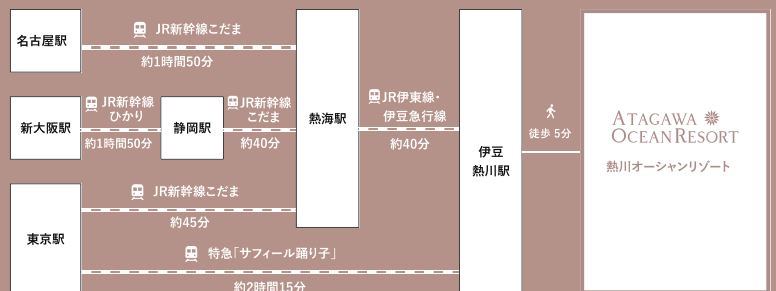 名古屋駅
JR新幹線こだま
約1時間50分
新大阪駅
JR新幹線
ひかり
約1時間50分
静岡駅
JR新幹線
こだま
約40分
熱海駅
JR伊東線・
伊豆急行線
約40分
東京駅
JR新幹線こだま
約45分
特急「サフィール踊り子」
約2時間15分
伊豆
熱川駅
徒歩 5分
ATAGAWA
OCEAN RESORT
熱川オーシャンリゾート